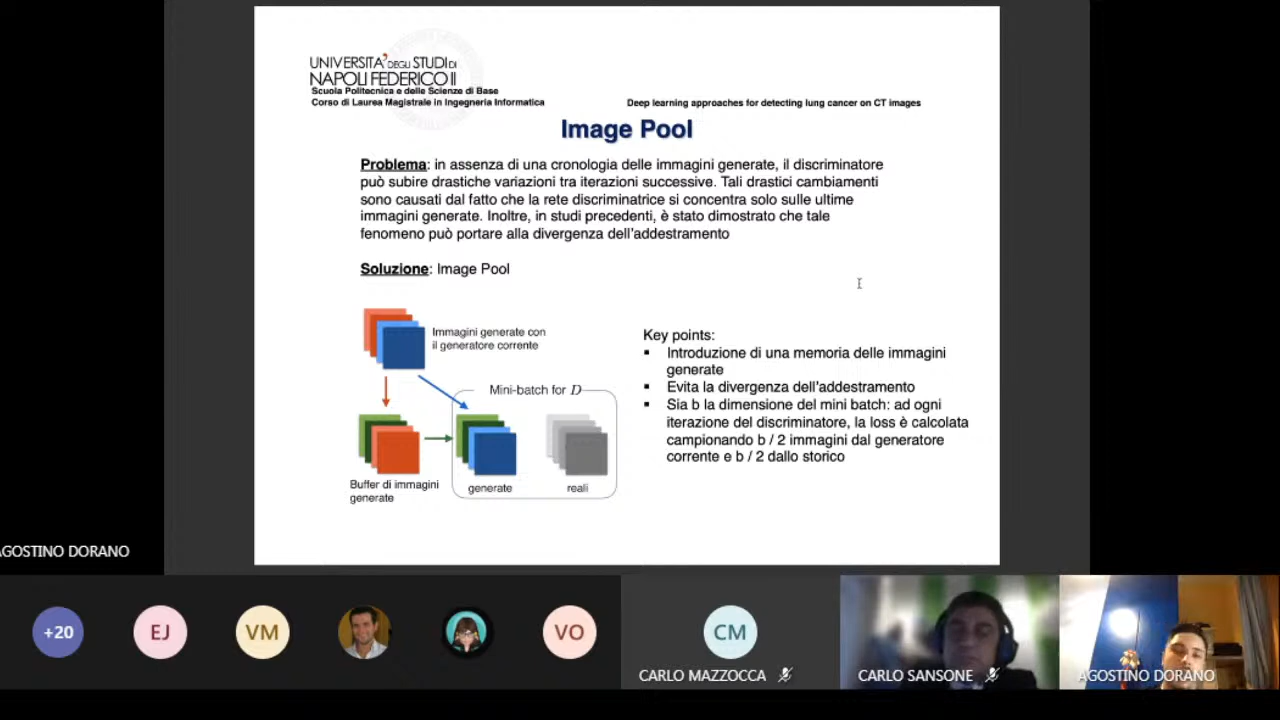 UNIVERSITA' DEGLI STUDI DI
NAPOLI FEDERICO II
Scuola Politecnica e delle Scienze di Base
Corso di Laurea Magistrale in Ingegneria Informatica
Deep learning approaches for detecting lung cancer on CT images
Image Pool
Problema: in assenza di una cronologia delle immagini generate, il discriminatore
può subire drastiche variazioni tra iterazioni successive. Tali drastici cambiamenti
sono causati dal fatto che la rete discriminatrice si concentra solo sulle ultime
immagini generate. Inoltre, in studi precedenti, è stato dimostrato che tale
fenomeno può portare alla divergenza dell'addestramento
Soluzione: Image Pool
Immagini generate con
il generatore corrente
Mini-batch for D
Buffer di immagini
generate
generate
reali
Key points:
▪ Introduzione di una memoria delle immagini
generate
▪ Evita la divergenza dell'addestramento
▪ Sia b la dimensione del mini batch: ad ogni
iterazione del discriminatore, la loss è calcolata
campionando b / 2 immagini dal generatore
corrente e b / 2 dallo storico
AGOSTINO DORANO
+20
EJ
VM
VO
CM
CARLO MAZZOCCA
CARLO SANSONE
AGOSTINO DORANO